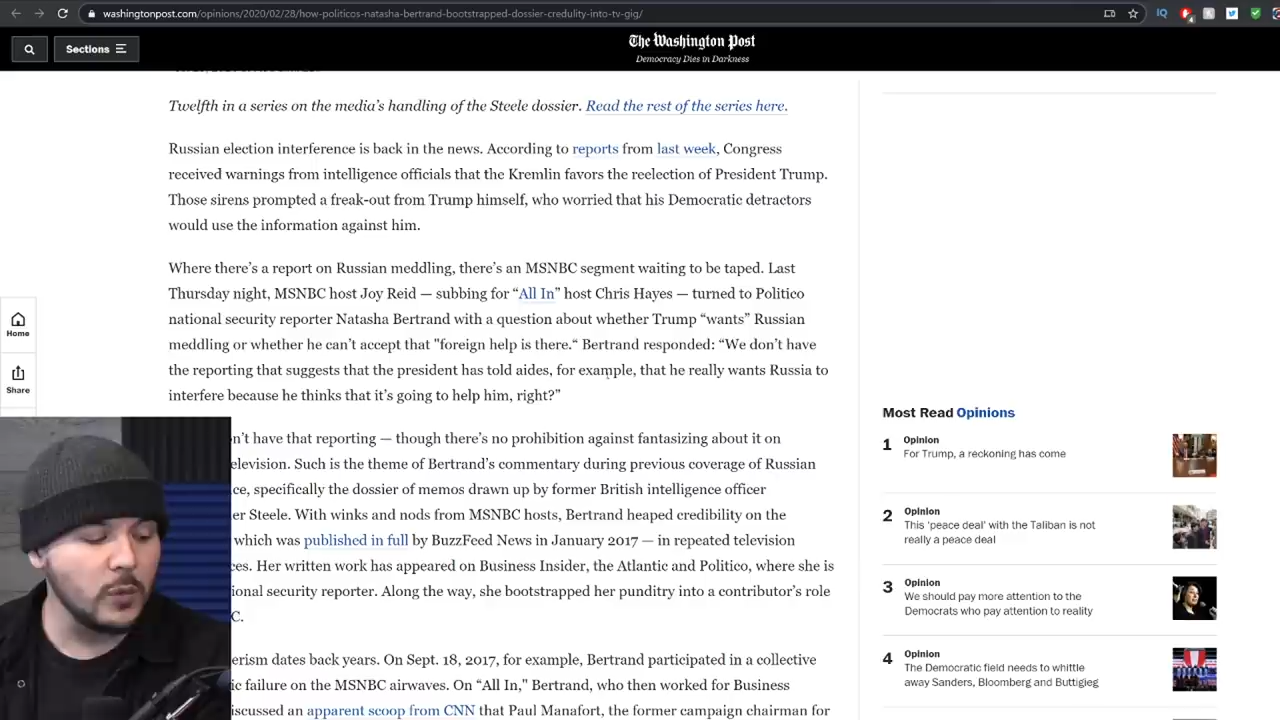 washingtonpost.com/opinions/2020/02/28/how-politicos-natasha-bertrand-bootstrapped-dossier-credulity-into-tv-gig/
Sections
The Washington Post
Democracy Dies in Darkness
Twelfth in a series on the media's handling of the Steele dossier. Read the rest of the series here.
Russian election interference is back in the news. According to reports from last week, Congress
received warnings from intelligence officials that the Kremlin favors the reelection of President Trump.
Those sirens prompted a freak-out from Trump himself, who worried that his Democratic detractors
would use the information against him.
Where there's a report on Russian meddling, there's an MSNBC segment waiting to be taped. Last
Thursday night, MSNBC host Joy Reid — subbing for “All In” host Chris Hayes — turned to Politico
national security reporter Natasha Bertrand with a question about whether Trump “wants” Russian
meddling or whether he can't accept that "foreign help is there.“ Bertrand responded: “We don't have
the reporting that suggests that the president has told aides, for example, that he really wants Russia to
interfere because he thinks that it's going to help him, right?”
n't have that reporting — though there's no prohibition against fantasizing about it on
elevision. Such is the theme of Bertrand's commentary during previous coverage of Russian
ce, specifically the dossier of memos drawn up by former British intelligence officer
er Steele. With winks and nods from MSNBC hosts, Bertrand heaped credibility on the
which was published in full by BuzzFeed News in January 2017 — in repeated television
ces. Her written work has appeared on Business Insider, the Atlantic and Politico, where she is
ional security reporter. Along the way, she bootstrapped her punditry into a contributor's role
C.
erism dates back years. On Sept. 18, 2017, for example, Bertrand participated in a collective
ic failure on the MSNBC airwaves. On “All In,” Bertrand, who then worked for Business
iscussed an apparent scoop from CNN that Paul Manafort, the former campaign chairman for
Home
Share
Most Read Opinions
1
Opinion
For Trump, a reckoning has come
2
Opinion
This ‘peace deal’ with the Taliban is not
really a peace deal
3
Opinion
We should pay more attention to the
Democrats who pay attention to reality
4
Opinion
The Democratic field needs to whittle
away Sanders, Bloomberg and Buttigieg